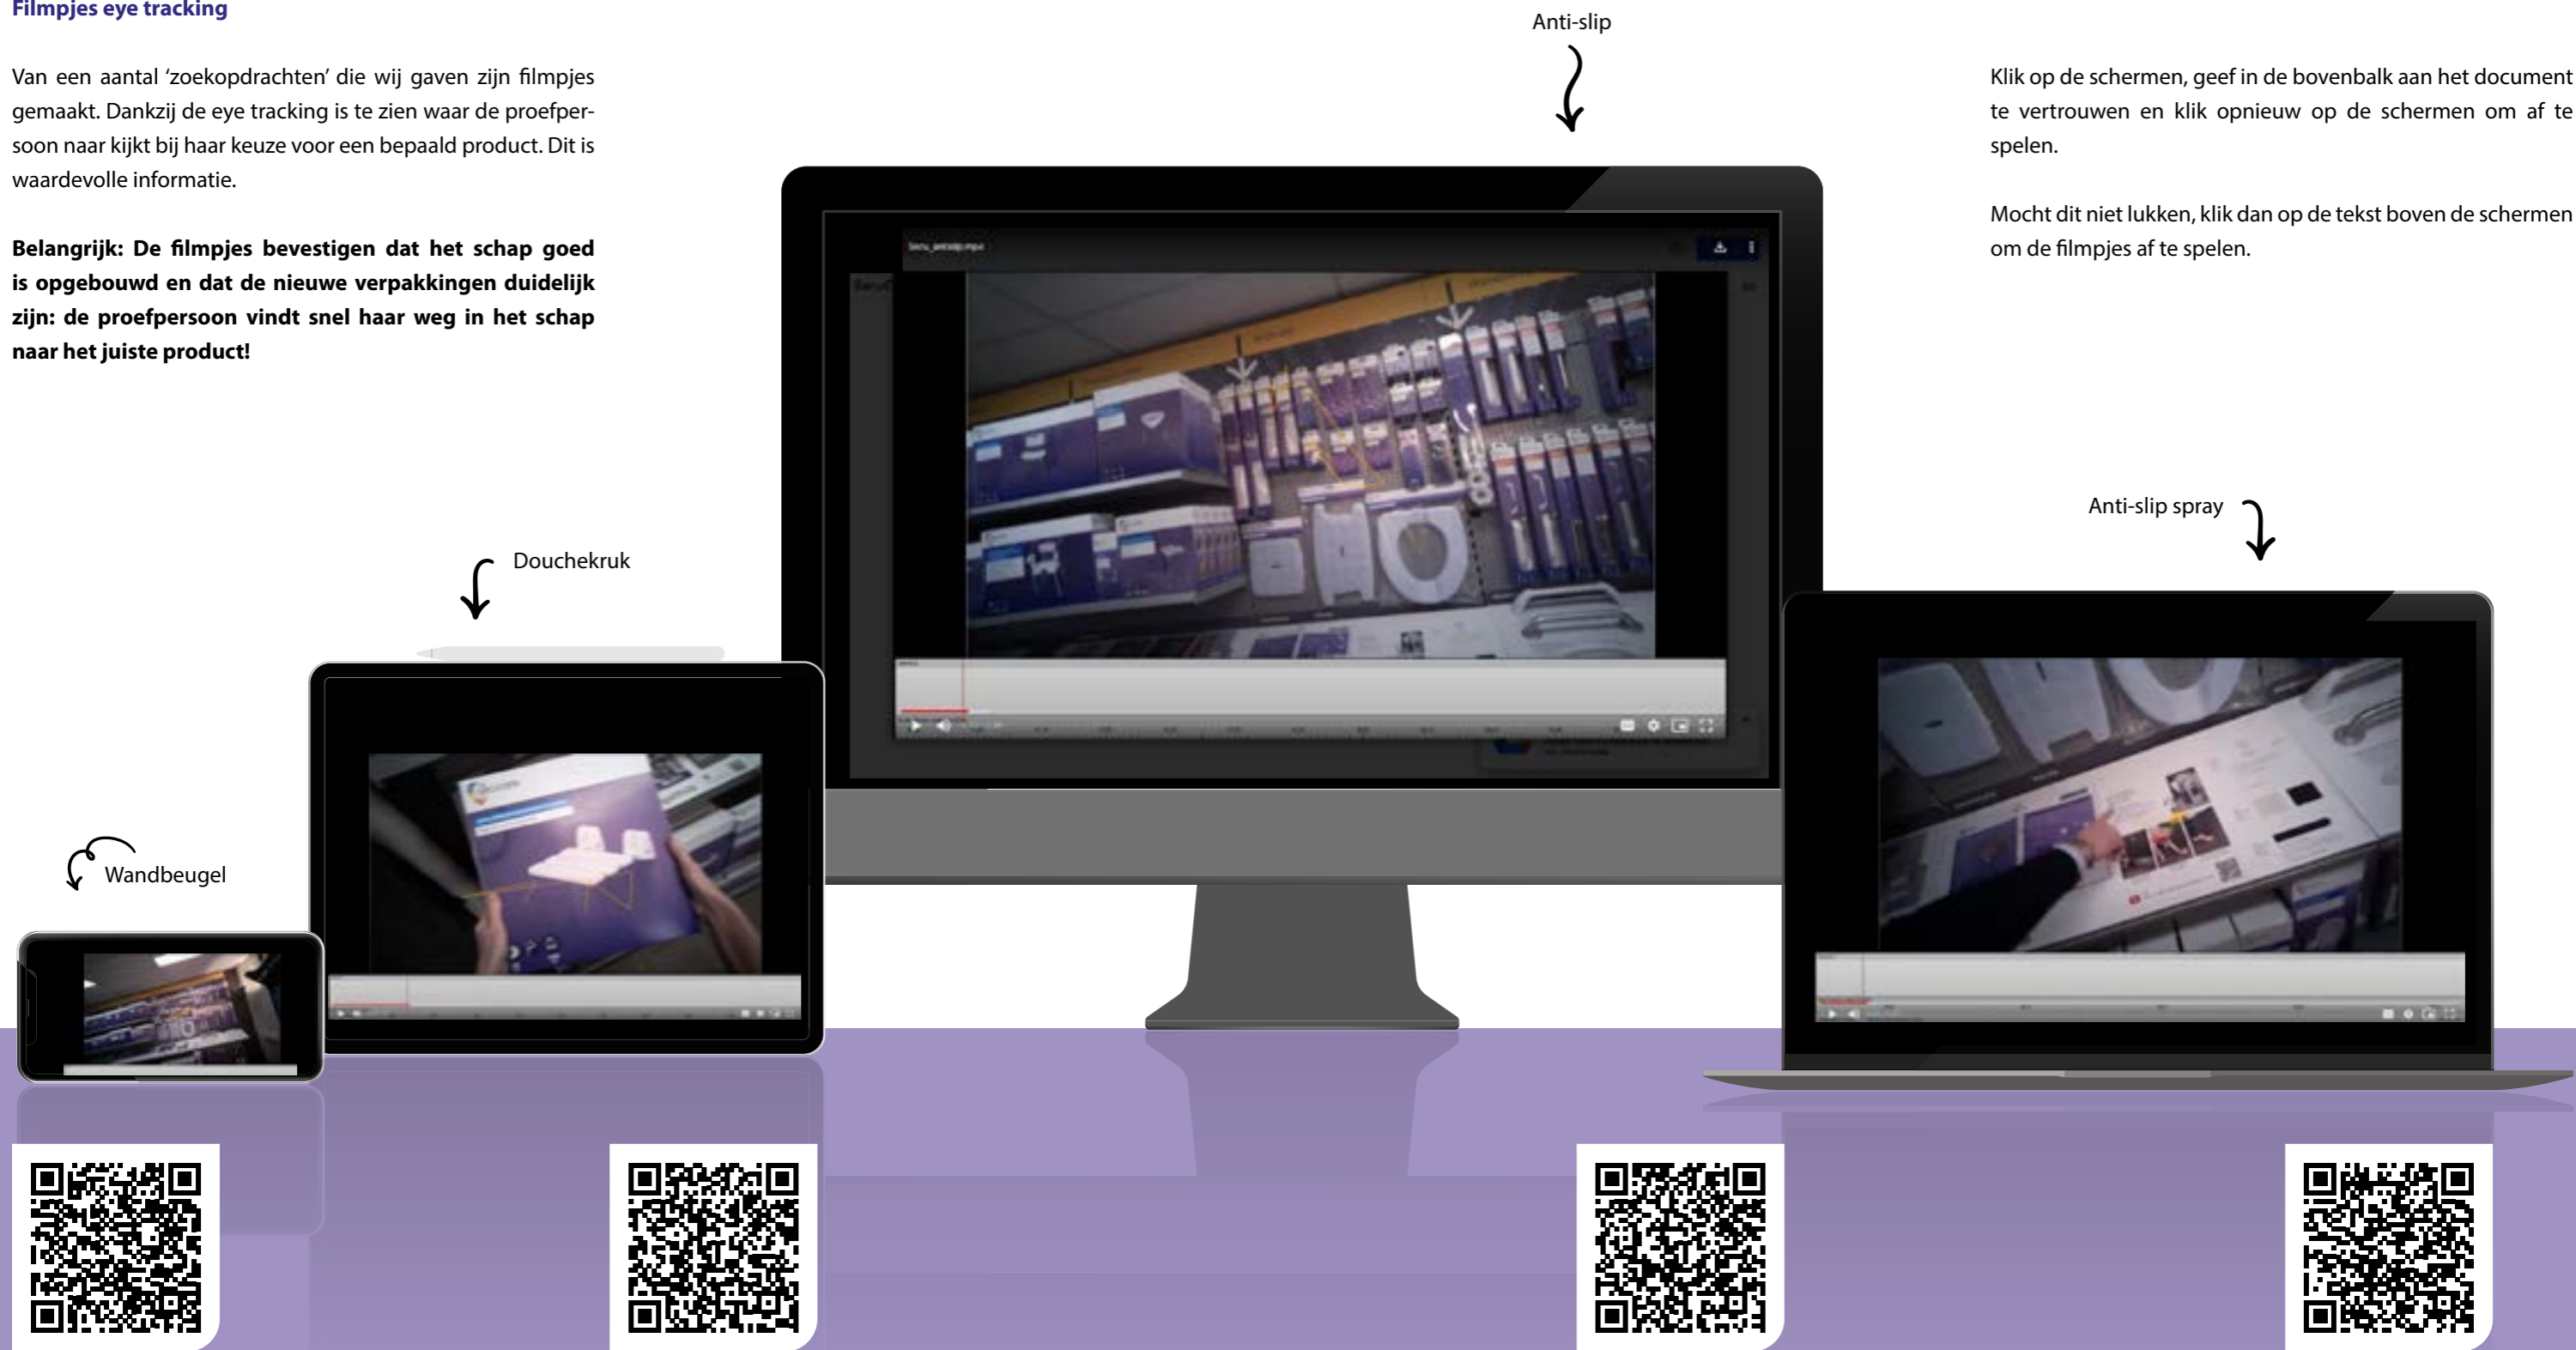 Filmpjes eye tracking
Van een aantal ‘zoekopdrachten’ die wij gaven zijn filmpjes
gemaakt. Dankzij de eye tracking is te zien waar de proefper-
soon naar kijkt bij haar keuze voor een bepaald product. Dit is
waardevolle informatie.
Belangrijk: De filmpjes bevestigen dat het schap goed
is opgebouwd en dat de nieuwe verpakkingen duidelijk
zijn: de proefpersoon vindt snel haar weg in het schap
naar het juiste product!
Anti-slip
Klik op de schermen, geef in de bovenbalk aan het document
te vertrouwen en klik opnieuw op de schermen om af te
spelen.
Mocht dit niet lukken, klik dan op de tekst boven de schermen
om de filmpjes af te spelen.
Anti-slip spray
Douchekruk
Wandbeugel